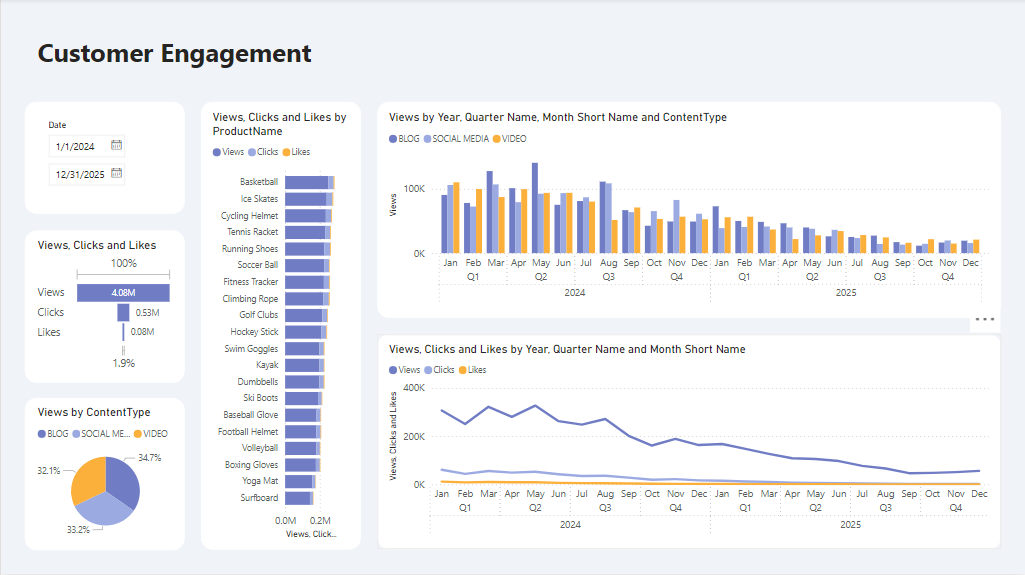 Customer Engagement
Date
1/1/2024
12/31/2025
Views, Clicks and Likes
100%
Views 4.08M
Clicks 0.53M
Likes 0.08M
1.9%
Views by ContentType
BLOG SOCIAL ME... VIDEO
32.1% 34.7%
33.2%
Views, Clicks and Likes by
ProductName
Views Clicks Likes
Basketball
Ice Skates
Cycling Helmet
Tennis Racket
Running Shoes
Soccer Ball
Fitness Tracker
Climbing Rope
Golf Clubs
Hockey Stick
Swim Goggles
Kayak
Dumbbells
Ski Boots
Baseball Glove
Football Helmet
Volleyball
Boxing Gloves
Yoga Mat
Surfboard
0.0M 0.2M
Views, Click...
Views by Year, Quarter Name, Month Short Name and ContentType
BLOG SOCIAL MEDIA VIDEO
Views
100K
0K
Jan Feb Mar Apr May Jun Jul Aug Sep Oct Nov Dec Jan Feb Mar Apr May Jun Jul Aug Sep Oct Nov Dec
Q1 Q2 Q3 Q4 Q1 Q2 Q3 Q4
2024 2025
Views, Clicks and Likes by Year, Quarter Name and Month Short Name
Views Clicks Likes
Views, Clicks and Likes
400K
200K
0K
Jan Feb Mar Apr May Jun Jul Aug Sep Oct Nov Dec Jan Feb Mar Apr May Jun Jul Aug Sep Oct Nov Dec
Q1 Q2 Q3 Q4 Q1 Q2 Q3 Q4
2024 2025